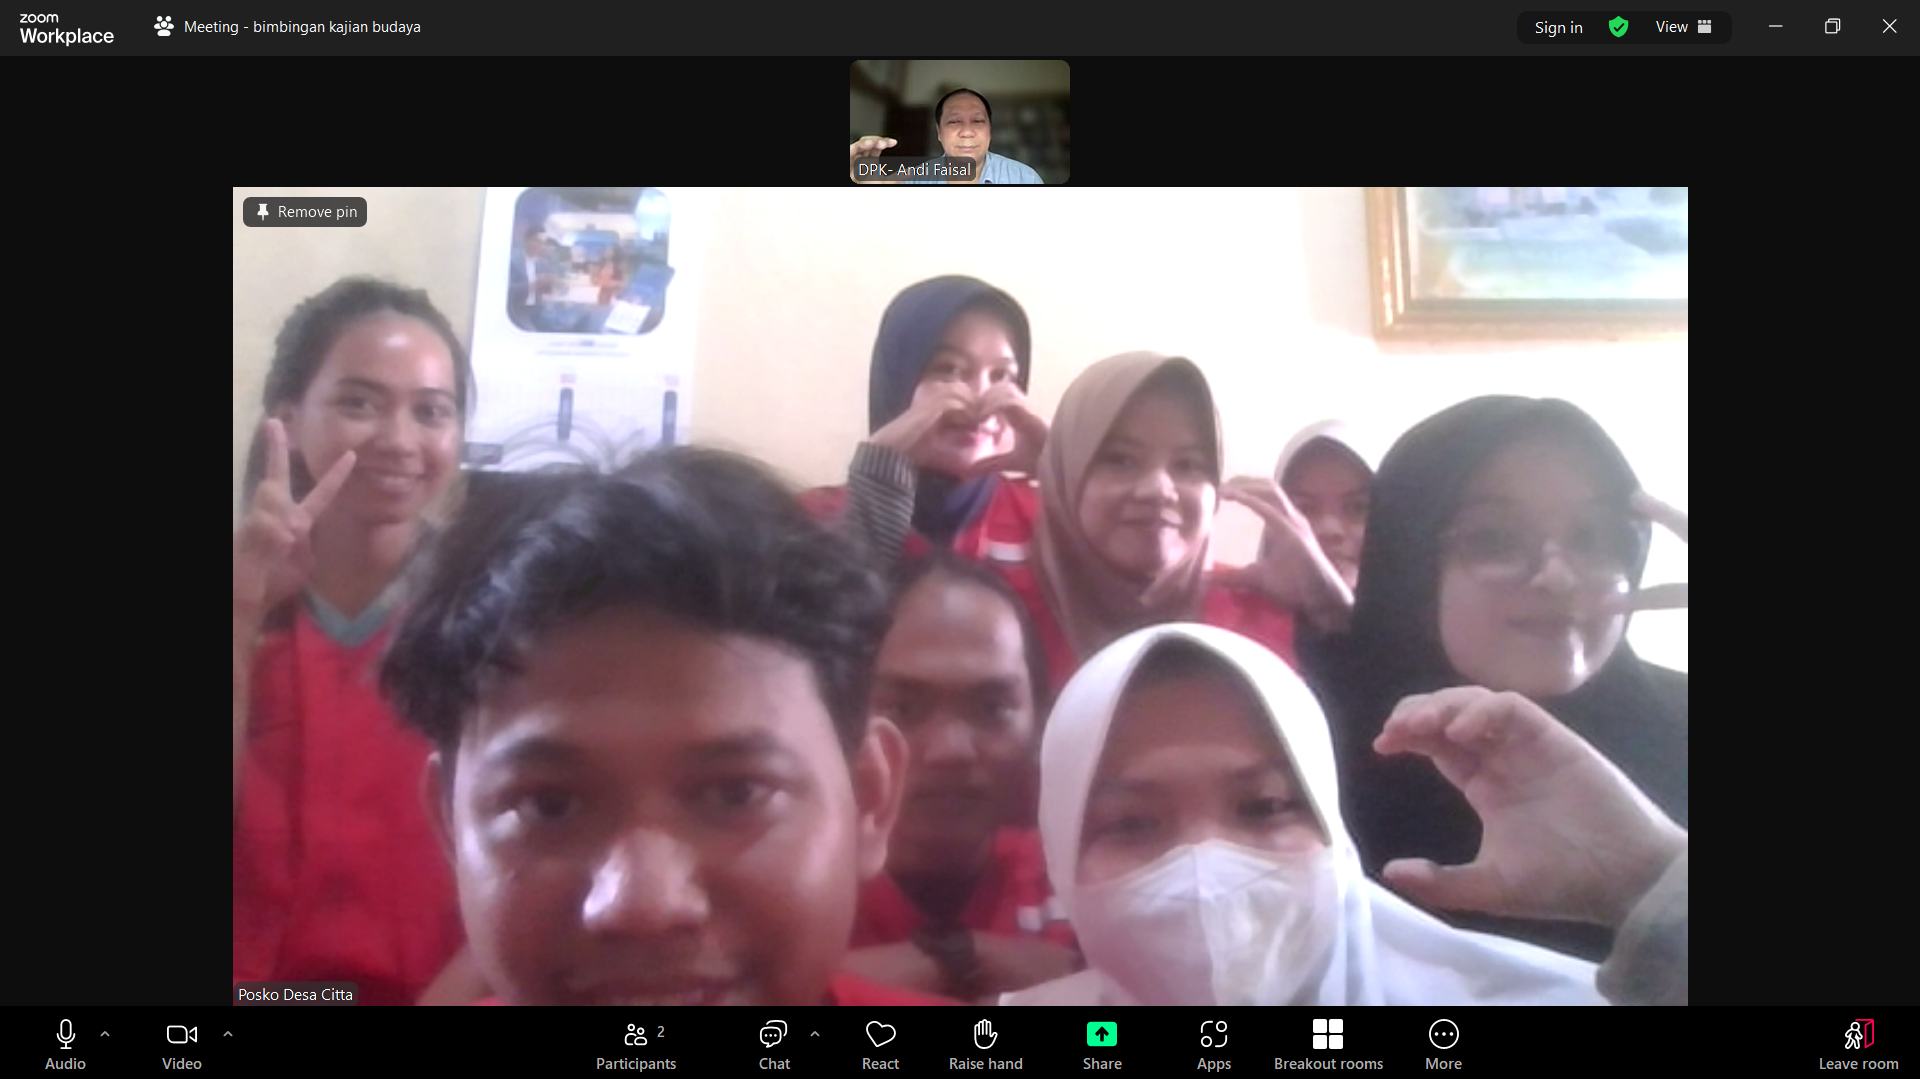 zoom
Workplace
Meeting - bimbingan kajian budaya
Sign in
View
DPK- Andi Faisal
Remove pin
Posko Desa Citta
Audio
Video
Participants
2
Chat
React
Raise hand
Share
Apps
Breakout rooms
More
Leave room